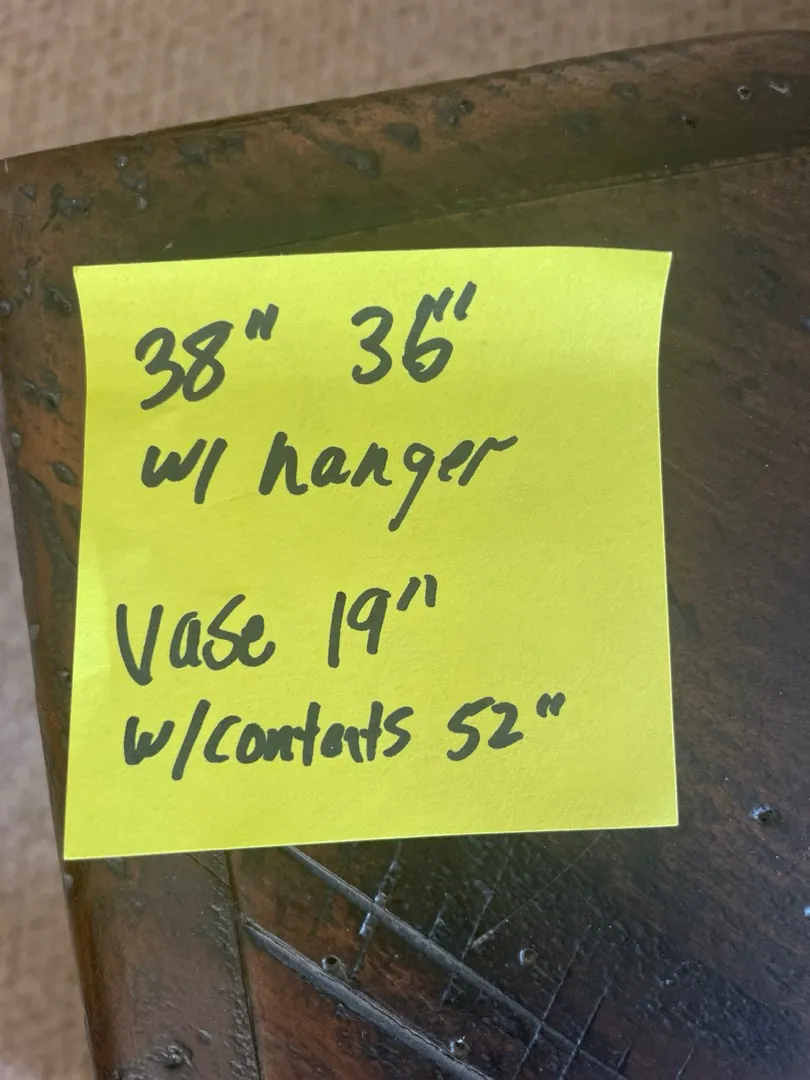 38" 36"
w/ hanger
Vase 19"
w/contents 52"